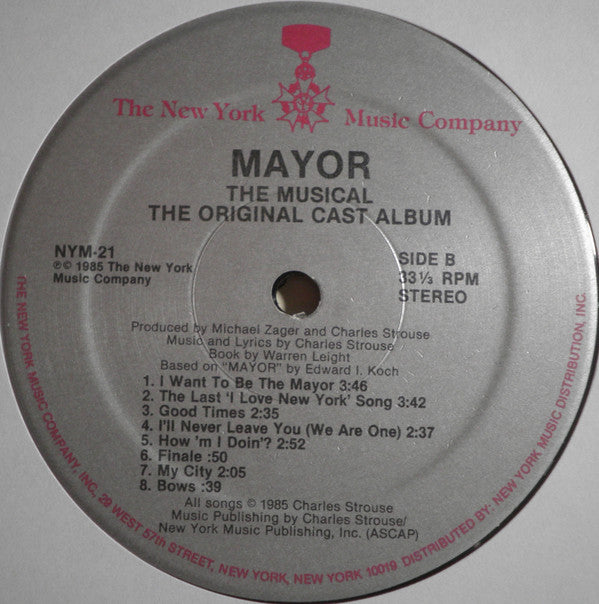 The New York Music Company
MAYOR
THE MUSICAL
THE ORIGINAL CAST ALBUM
NYM-21
℗© 1985 The New York
Music Company
SIDE B
33⅓ RPM
STEREO
Produced by Michael Zager and Charles Strouse
Music and Lyrics by Charles Strouse
Book by Warren Leight
Based on "MAYOR" by Edward I. Koch
1. I Want To Be The Mayor 3:46
2. The Last 'I Love New York' Song 3:42
3. Good Times 2:35
4. I'll Never Leave You (We Are One) 2:37
5. How 'm I Doin'? 2:52
6. Finale :50
7. My City 2:05
8. Bows :39
All songs © 1985 Charles Strouse
Music Publishing by Charles Strouse/
New York Music Publishing, Inc. (ASCAP)
THE NEW YORK MUSIC COMPANY, INC, 29 WEST 57th STREET, NEW YORK, NEW YORK 10019 DISTRIBUTED BY: NEW YORK MUSIC DISTRIBUTION, INC.